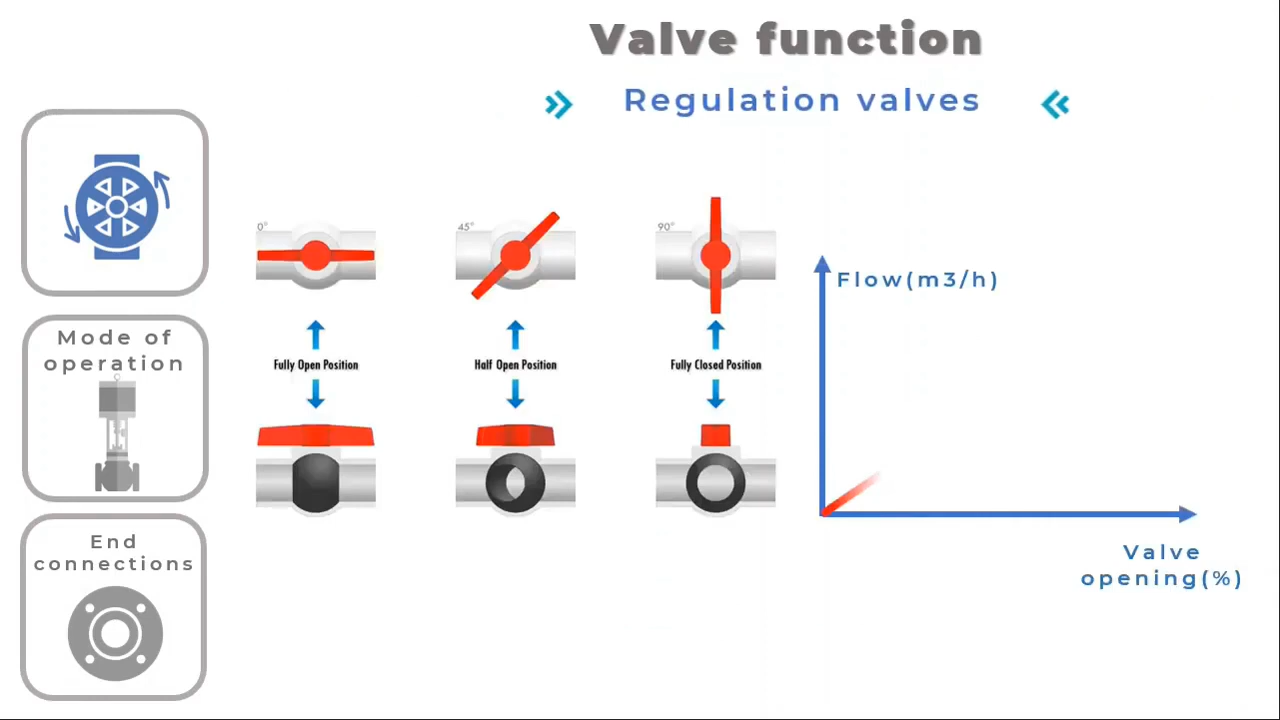 Valve function
Regulation valves
Mode of
operation
End
connections
0°
45°
90°
Fully Open Position
Half Open Position
Fully Closed Position
Flow(m3/h)
Valve
opening(%)